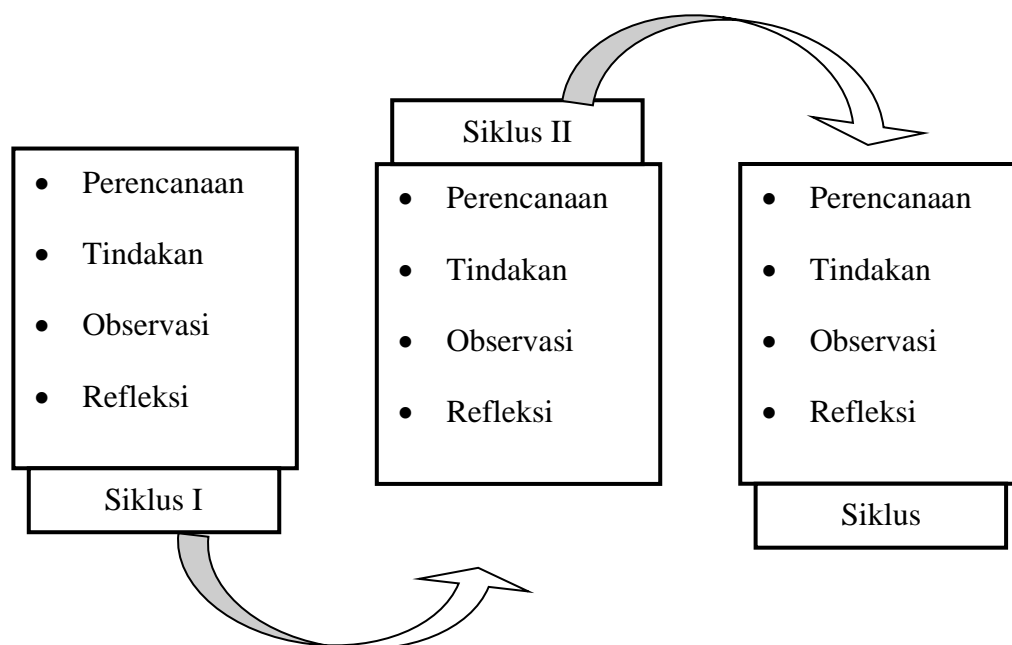 • Perencanaan
• Tindakan
• Observasi
• Refleksi
Siklus I
Siklus II
• Perencanaan
• Tindakan
• Observasi
• Refleksi
• Perencanaan
• Tindakan
• Observasi
• Refleksi
Siklus